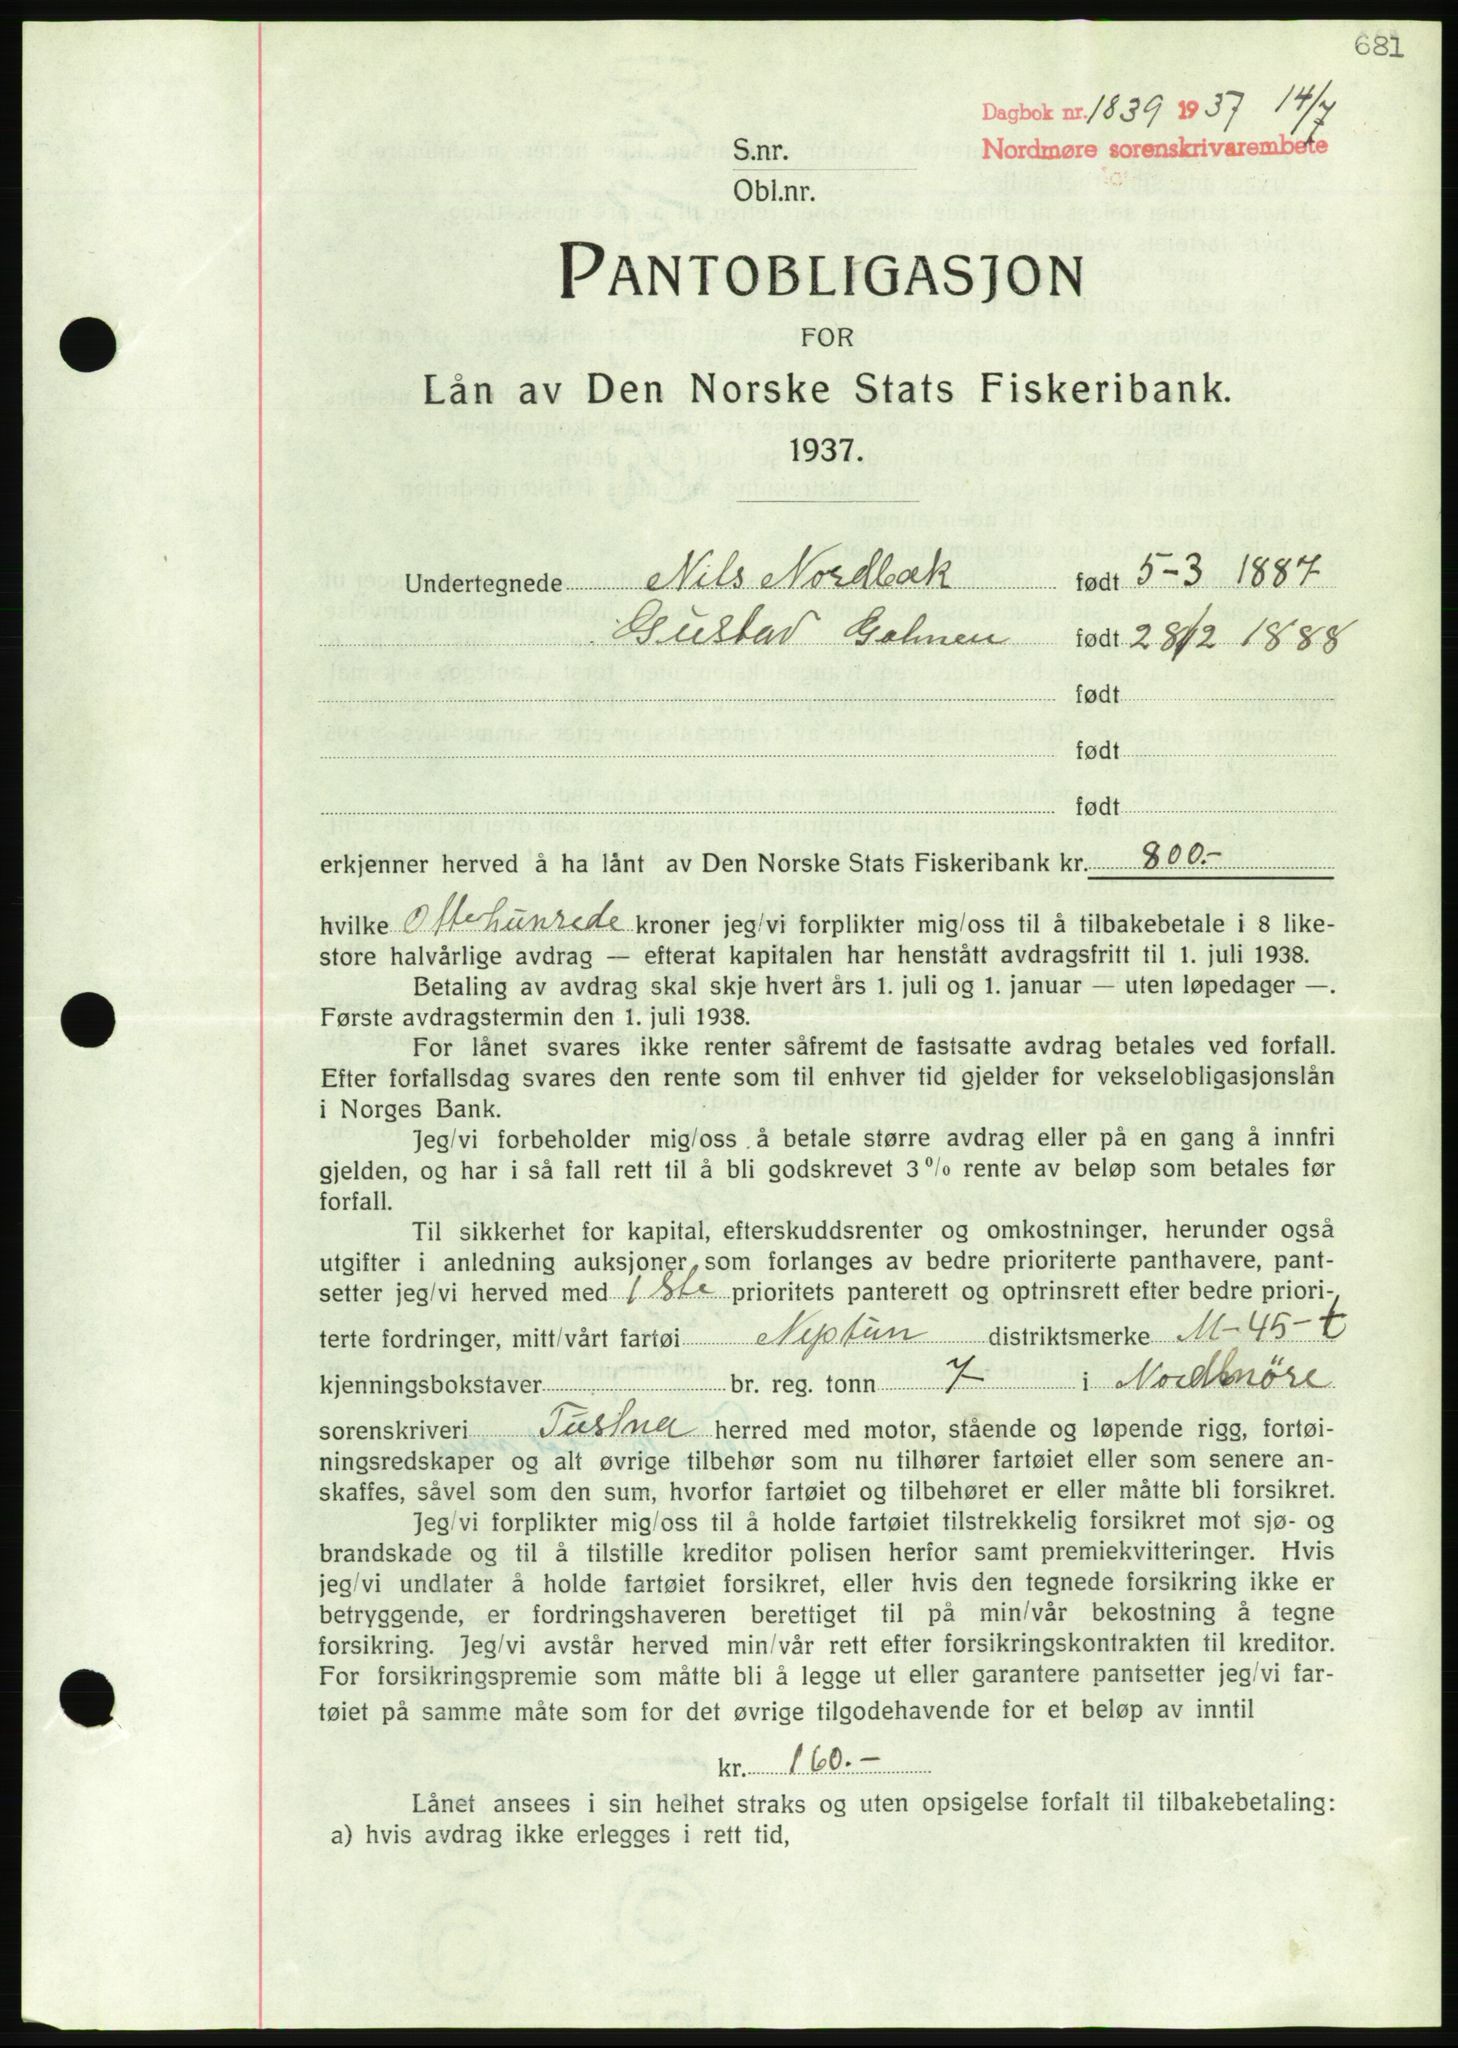 681
Dagbok nr. 1839 1937 14/7
Nordmøre sorenskrivarembete
S.nr.
Obl.nr.
PANTOBLIGASJON
FOR
Lån av Den Norske Stats Fiskeribank.
1937.
Undertegnede Nils Nordbak født 5-3 1887
Gustav født 28/2 1888
født
født
født
erkjenner herved å ha lånt av Den Norske Stats Fiskeribank kr. 800.-
hvilke Ottehunrede kroner jeg/vi forplikter mig/oss til å tilbakebetale i 8 like-
store halvårlige avdrag — efterat kapitalen har henstått avdragsfritt til 1. juli 1938.
Betaling av avdrag skal skje hvert års 1. juli og 1. januar — uten løpedager —.
Første avdragstermin den 1. juli 1938.
For lånet svares ikke renter såfremt de fastsatte avdrag betales ved forfall.
Efter forfallsdag svares den rente som til enhver tid gjelder for vekselobligasjonslån
i Norges Bank.
Jeg/vi forbeholder mig/oss å betale større avdrag eller på en gang å innfri
gjelden, og har i så fall rett til å bli godskrevet 3 % rente av beløp som betales før
forfall.
Til sikkerhet for kapital, efterskuddsrenter og omkostninger, herunder også
utgifter i anledning auksjoner som forlanges av bedre prioriterte panthavere, pant-
setter jeg/vi herved med 1ste prioritets panterett og optrinsrett efter bedre priori-
terte fordringer, mitt/vårt fartøi Neptun distriktsmerke M-45-t
kjenningsbokstaver br. reg. tonn 7 i Nordmöre
sorenskriveri Tustna herred med motor, stående og løpende rigg, fortøi-
ningsredskaper og alt øvrige tilbehør som nu tilhører fartøiet eller som senere an-
skaffes, såvel som den sum, hvorfor fartøiet og tilbehøret er eller måtte bli forsikret.
Jeg/vi forplikter mig/oss til å holde fartøiet tilstrekkelig forsikret mot sjø- og
brandskade og til å tilstille kreditor polisen herfor samt premiekvitteringer. Hvis
jeg/vi undlater å holde fartøiet forsikret, eller hvis den tegnede forsikring ikke er
betryggende, er fordringshaveren berettiget til på min/vår bekostning å tegne
forsikring. Jeg/vi avstår herved min/vår rett efter forsikringskontrakten til kreditor.
For forsikringspremie som måtte bli å legge ut eller garantere pantsetter jeg/vi far-
tøiet på samme måte som for det øvrige tilgodehavende for et beløp av inntil
kr. 160.-
Lånet ansees i sin helhet straks og uten opsigelse forfalt til tilbakebetaling:
a) hvis avdrag ikke erlegges i rett tid,